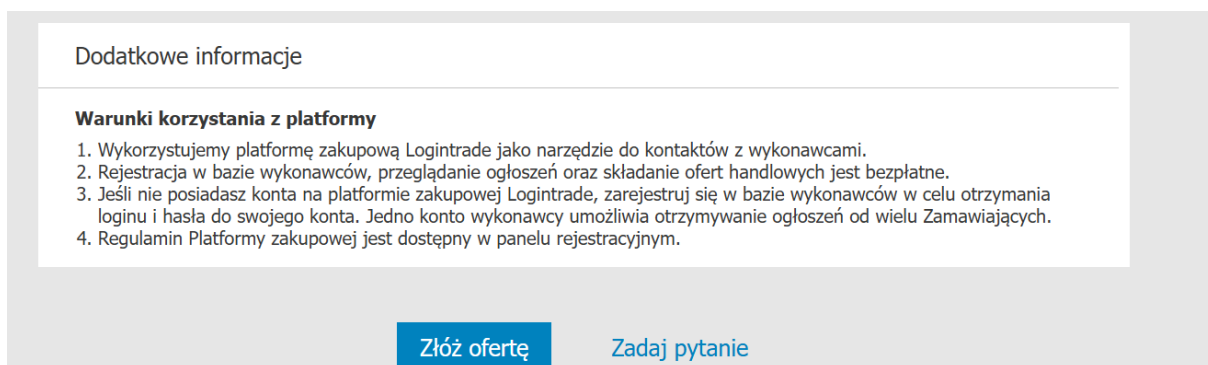 Dodatkowe informacje
Warunki korzystania z platformy
1. Wykorzystujemy platformę zakupową Logintrade jako narzędzie do kontaktów z wykonawcami.
2. Rejestracja w bazie wykonawców, przeglądanie ogłoszeń oraz składanie ofert handlowych jest bezpłatne.
3. Jeśli nie posiadasz konta na platformie zakupowej Logintrade, zarejestruj się w bazie wykonawców w celu otrzymania
loginu i hasła do swojego konta. Jedno konto wykonawcy umożliwia otrzymywanie ogłoszeń od wielu Zamawiających.
4. Regulamin Platformy zakupowej jest dostępny w panelu rejestracyjnym.
Złóż ofertę Zadaj pytanie